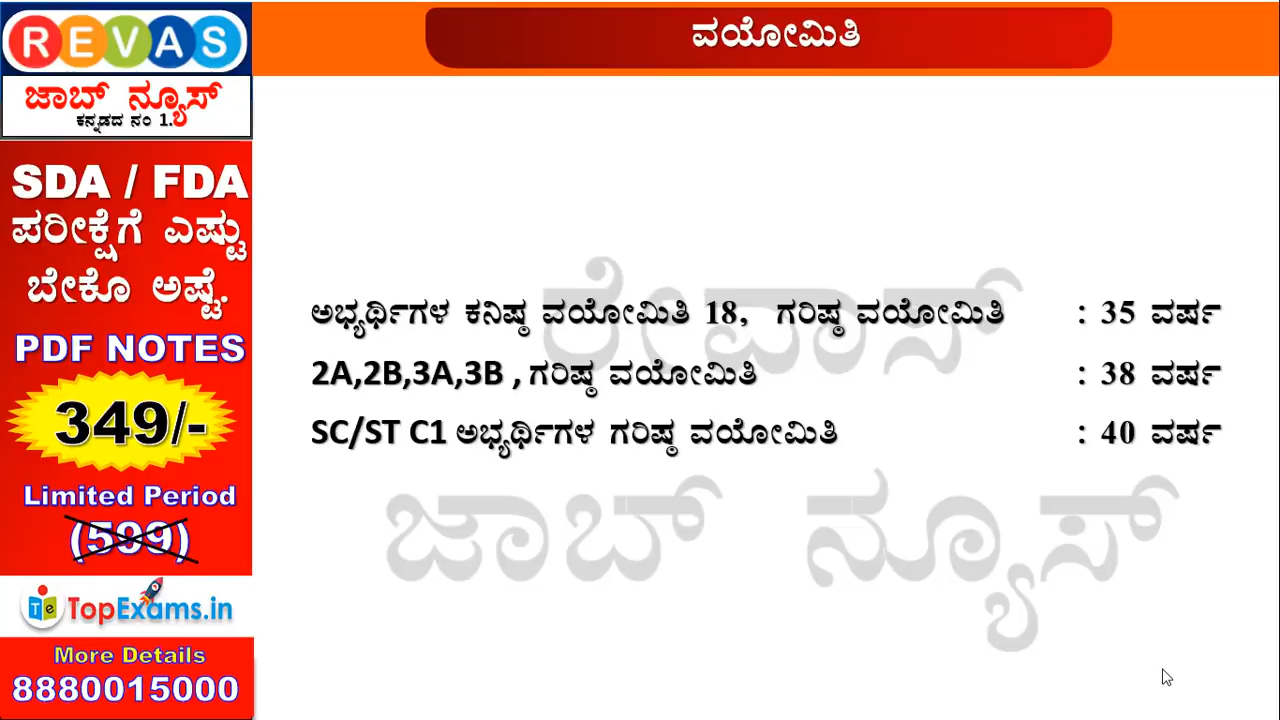 REVAS
ಜಾಬ್ ನ್ಯೂಸ್
ಕನ್ನಡದ ನಂ 1.
SDA / FDA
ಪರೀಕ್ಷೆಗೆ ಎಷ್ಟು
ಬೇಕೊ ಅಷ್ಟೆ.
PDF NOTES
349/-
Limited Period
(599)
Te TopExams.in
More Details
8880015000
ವಯೋಮಿತಿ
ಅಭ್ಯರ್ಥಿಗಳ ಕನಿಷ್ಠ ವಯೋಮಿತಿ 18, ಗರಿಷ್ಠ ವಯೋಮಿತಿ : 35 ವರ್ಷ
2A,2B,3A,3B , ಗರಿಷ್ಠ ವಯೋಮಿತಿ : 38 ವರ್ಷ
SC/ST C1 ಅಭ್ಯರ್ಥಿಗಳ ಗರಿಷ್ಠ ವಯೋಮಿತಿ : 40 ವರ್ಷ
ರೇವಾಸ್
ಜಾಬ್ ನ್ಯೂಸ್